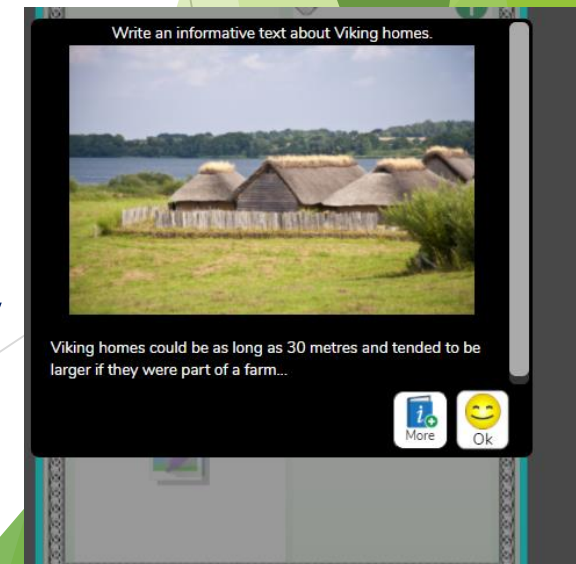 Write an informative text about Viking homes.
Viking homes could be as long as 30 metres and tended to be
larger if they were part of a farm...
More
Ok